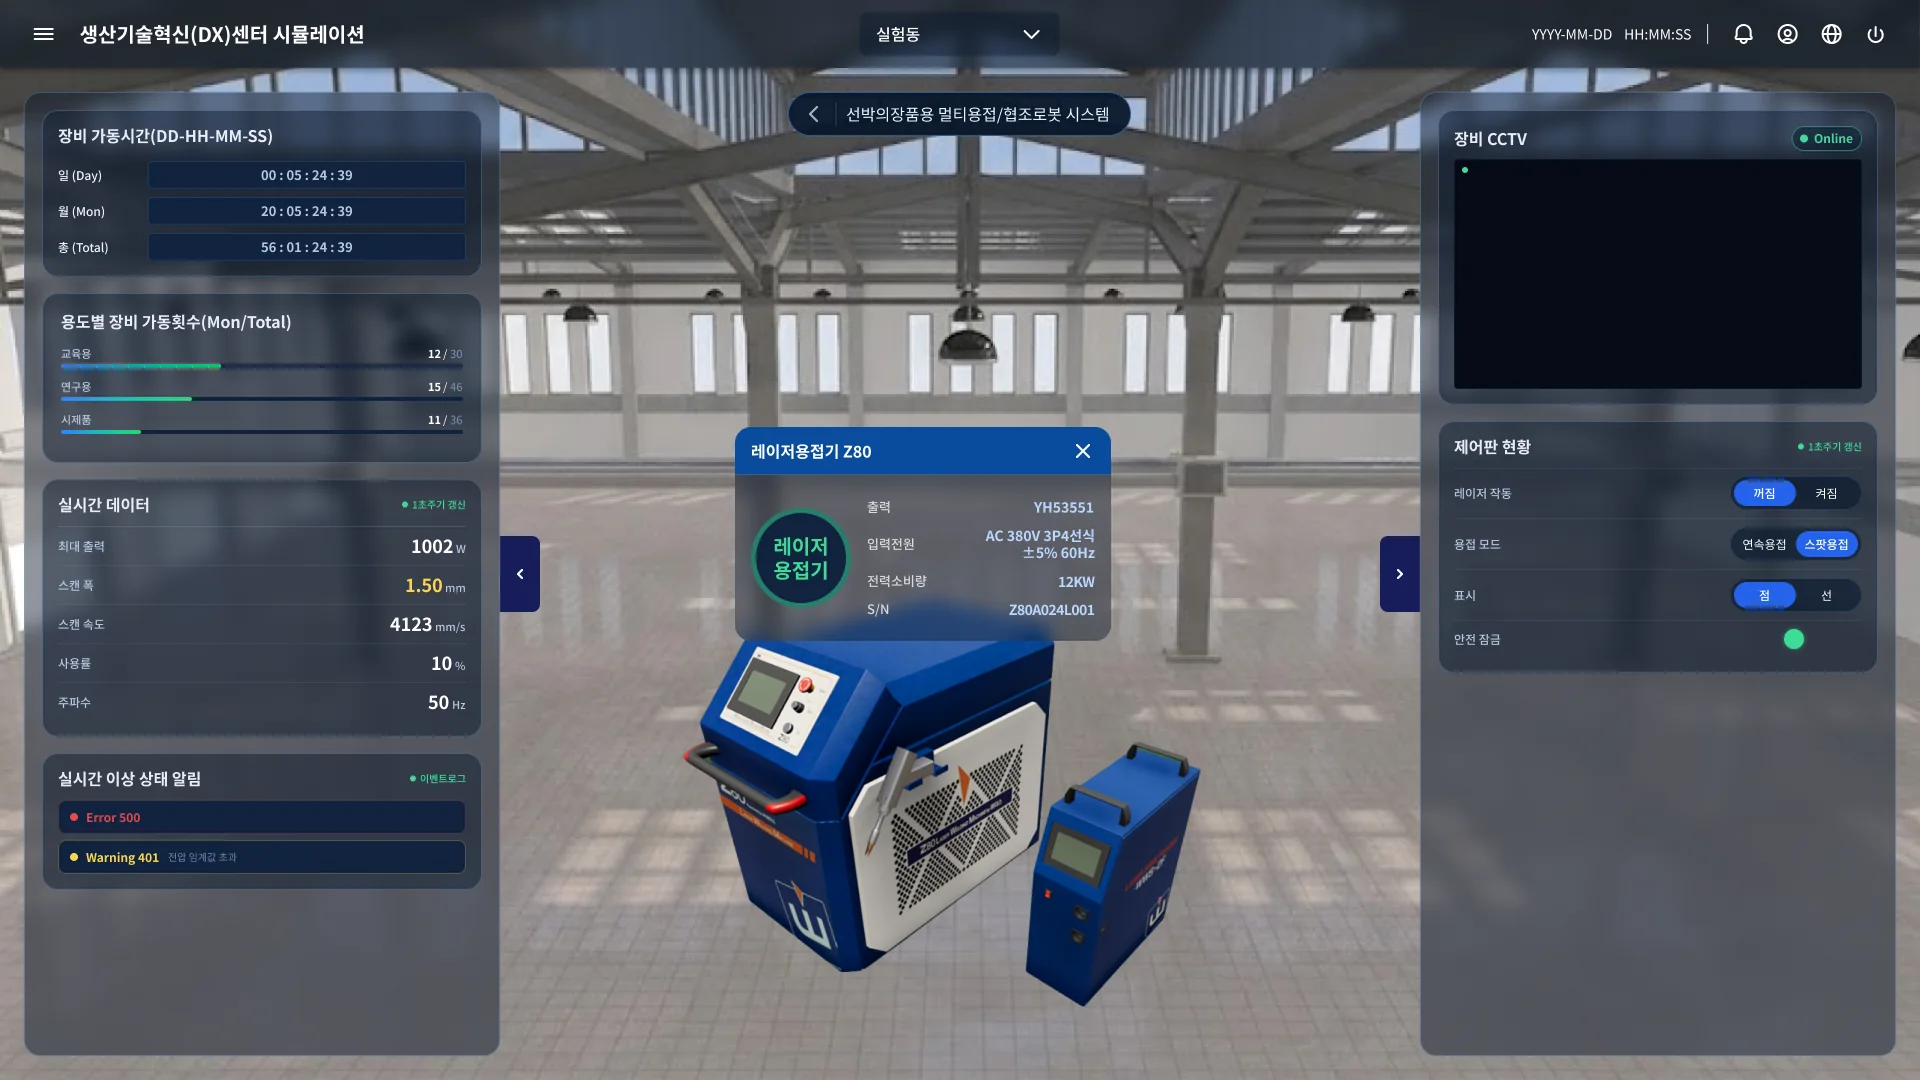 생산기술혁신(DX)센터 시뮬레이션
실험동
YYYY-MM-DD HH:MM:SS
선박의장품용 멀티용접/협조로봇 시스템
장비 가동시간(DD-HH-MM-SS)
일 (Day) 00 : 05 : 24 : 39
월 (Mon) 20 : 05 : 24 : 39
총 (Total) 56 : 01 : 24 : 39
용도별 장비 가동횟수(Mon/Total)
교육용 12 / 30
연구용 15 / 46
시제품 11 / 36
실시간 데이터 1초주기 갱신
최대 출력 1002 W
스캔 폭 1.50 mm
스캔 속도 4123 mm/s
사용률 10 %
주파수 50 Hz
실시간 이상 상태 알림 이벤트로그
Error 500
Warning 401 전압 임계값 초과
레이저용접기 Z80
레이저
용접기
출력 YH53551
입력전원 AC 380V 3P4선식
±5% 60Hz
전력소비량 12KW
S/N Z80A024L001
Z80
장비 CCTV Online
제어판 현황 1초주기 갱신
레이저 작동 꺼짐 켜짐
용접 모드 연속용접 스팟용접
표시 점 선
안전 잠금